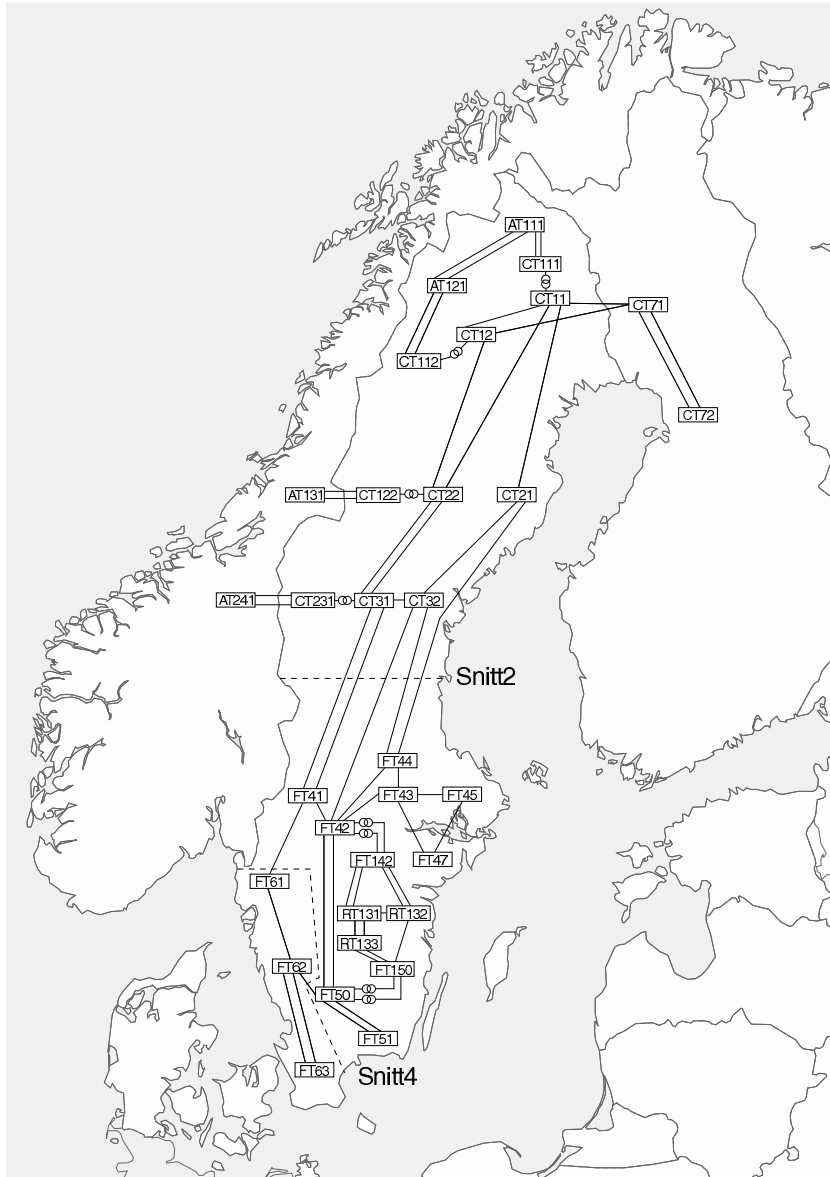 AT111
CT111
AT121
CT11
CT71
CT12
CT112
CT72
AT131
CT122
CT22
CT21
AT241
CT231
CT31
CT32
Snitt2
FT44
FT41
FT43
FT45
FT42
FT142
FT47
FT61
RT131
RT132
RT133
FT62
FT150
FT50
FT51
FT63
Snitt4